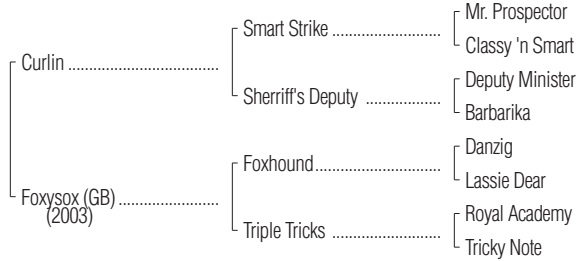 Mr. Prospector
Smart Strike ........................
Classy 'n Smart
Curlin ..................................
Deputy Minister
Sherriff's Deputy .................
Barbarika
Danzig
Foxhound............................
Lassie Dear
Foxysox (GB) ......................
(2003)
Royal Academy
Triple Tricks ........................
Tricky Note